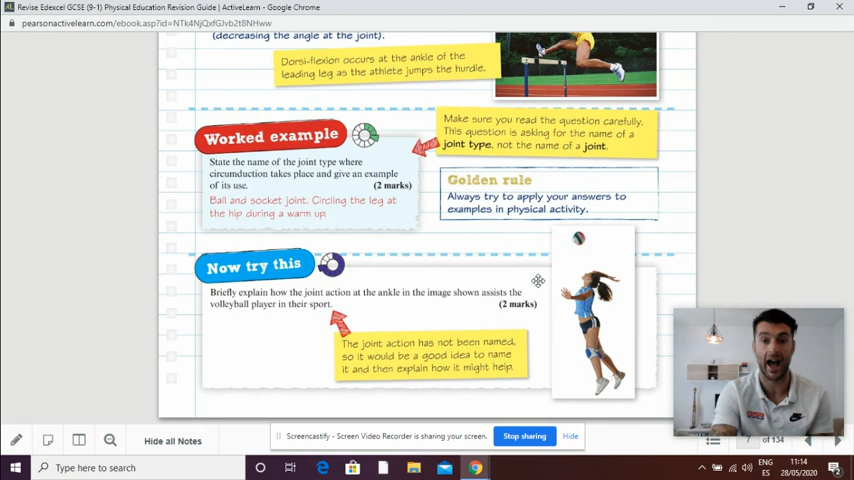 Revise Edexcel GCSE (9-1) Physical Education Revision Guide | ActiveLearn - Google Chrome
pearsonactivelearn.com/ebook.asp?id=NTk4NjQxfGJvb2t8NHww
(decreasing the angle at the joint).
Dorsi-flexion occurs at the ankle of the
leading leg as the athlete jumps the hurdle.
Worked example
State the name of the joint type where
circumduction takes place and give an example
of its use.
(2 marks)
Ball and socket joint. Circling the leg at
the hip during a warm up.
Make sure you read the question carefully.
This question is asking for the name of a
joint type, not the name of a joint.
Golden rule
Always try to apply your answers to
examples in physical activity.
Now try this
Briefly explain how the joint action at the ankle in the image shown assists the
volleyball player in their sport.
(2 marks)
The joint action has not been named,
so it would be a good idea to name
it and then explain how it might help.
Hide all Notes
Screencastify - Screen Video Recorder is sharing your screen.
Stop sharing
Hide
7 of 134
Type here to search
ENG
ES
11:14
28/05/2020
2